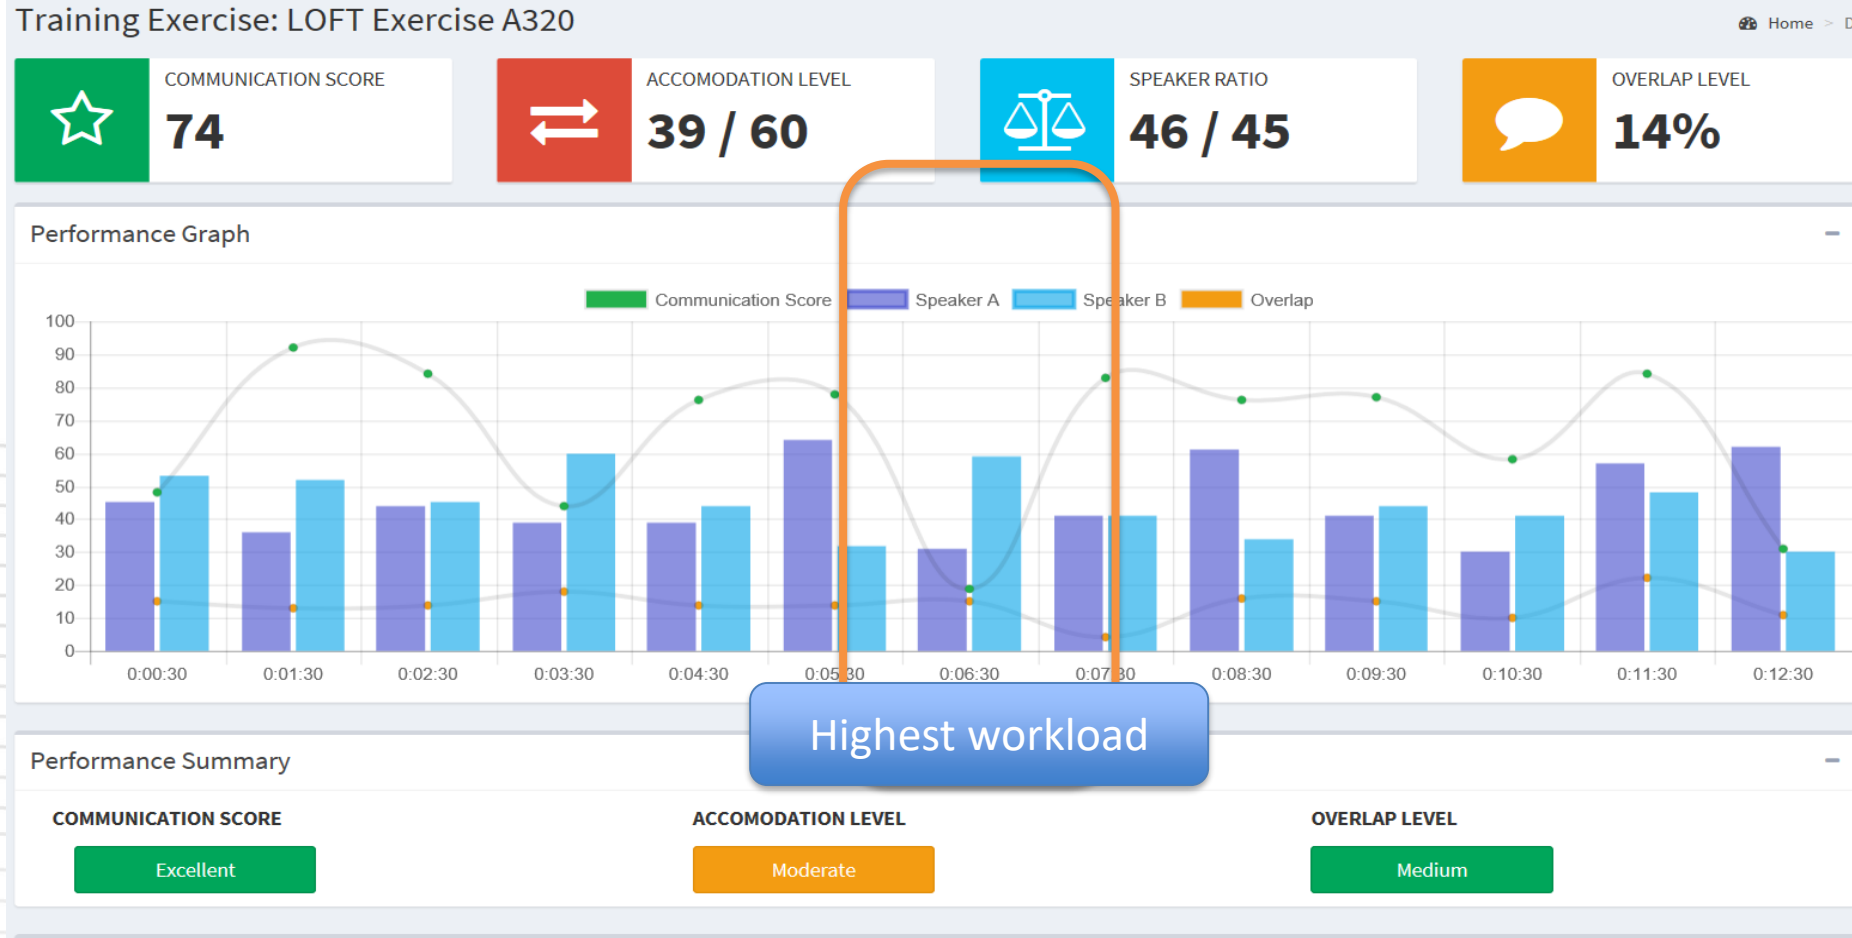 Training Exercise: LOFT Exercise A320
Home > D
COMMUNICATION SCORE
74
ACCOMODATION LEVEL
39 / 60
SPEAKER RATIO
46 / 45
OVERLAP LEVEL
14%
Performance Graph
Communication Score Speaker A Speaker B Overlap
100
90
80
70
60
50
40
30
20
10
0
0:00:30 0:01:30 0:02:30 0:03:30 0:04:30 0:05:30 0:06:30 0:07:30 0:08:30 0:09:30 0:10:30 0:11:30 0:12:30
Highest workload
Performance Summary
COMMUNICATION SCORE ACCOMODATION LEVEL OVERLAP LEVEL
Excellent Moderate Medium